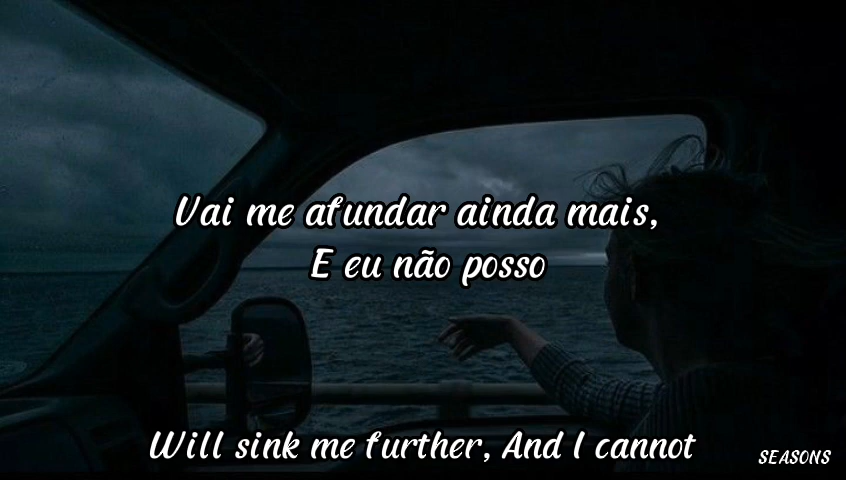 Vai me afundar ainda mais,
E eu não posso
Will sink me further, And I cannot
SEASONS